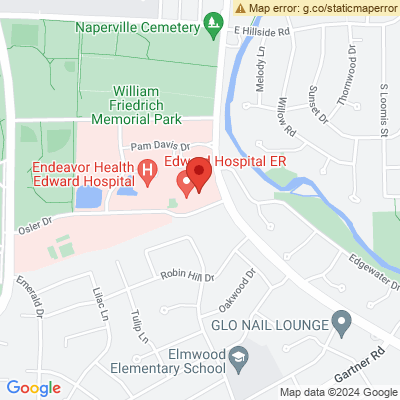 Naperville Cemetery
E Hillside Rd
Map error: g.co/staticmaperror
Melody Ln
Thornwood Dr
S Loomis St
Sunset Dr
Willow Rd
William
Friedrich
Memorial Park
Pam Davis Dr
Endeavor Health
Edward Hospital
H
Edward Hospital ER
Osler Dr
Edgewater Dr
Robin Hill Dr
Oakwood Dr
Emerald Dr
Lilac Ln
Tulip Ln
GLO NAIL LOUNGE
Elmwood
Elementary School
Gartner Rd
Google
Map data ©2024 Google